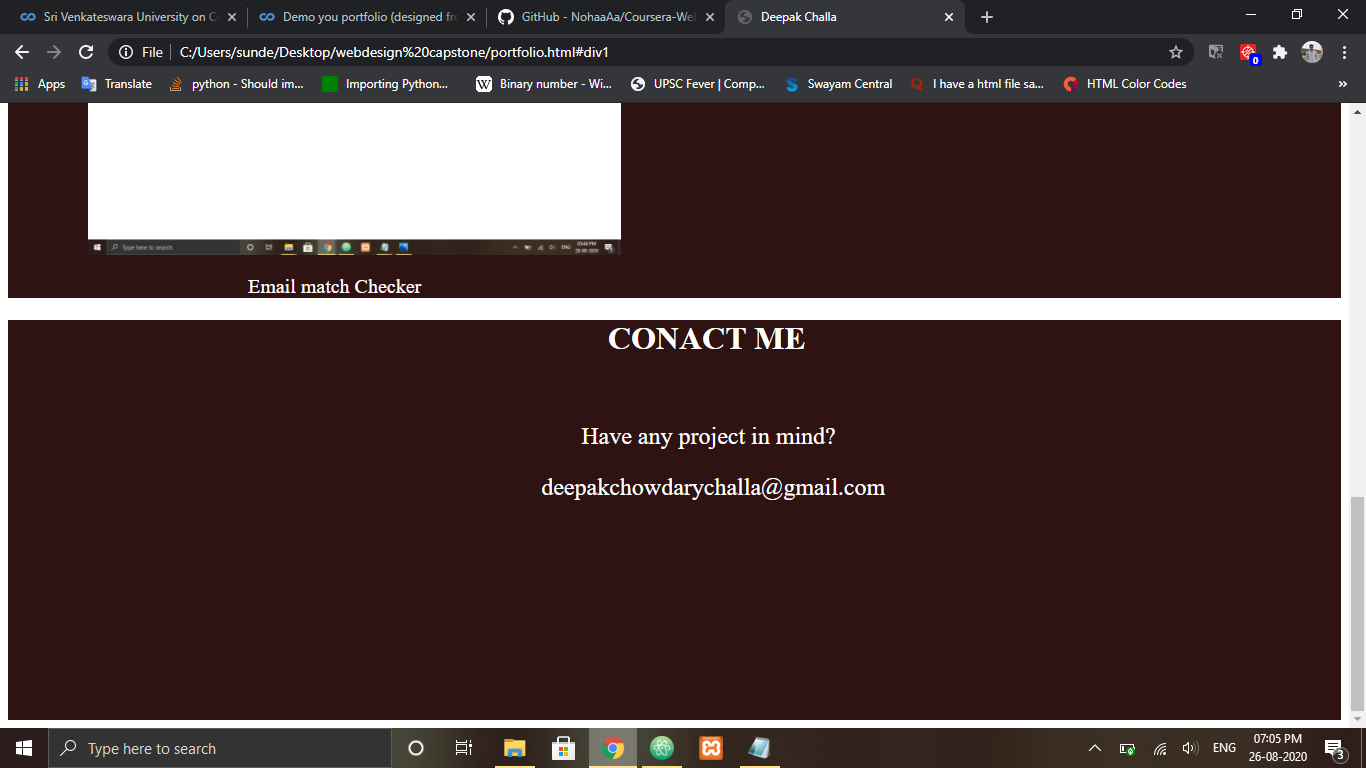 Sri Venkateswara University on C
Demo you portfolio (designed fro
GitHub - NohaaAa/Coursera-Web
Deepak Challa
File
C:/Users/sunde/Desktop/webdesign%20capstone/portfolio.html#div1
0
Apps
Translate
python - Should im...
Importing Python...
W
Binary number - Wi...
UPSC Fever | Comp...
S
Swayam Central
Q
I have a html file sa...
HTML Color Codes
»
Type here to search
ENG
03:48 PM
26-08-2020
Email match Checker
CONACT ME
Have any project in mind?
deepakchowdarychalla@gmail.com
Type here to search
ENG
07:05 PM
26-08-2020
3